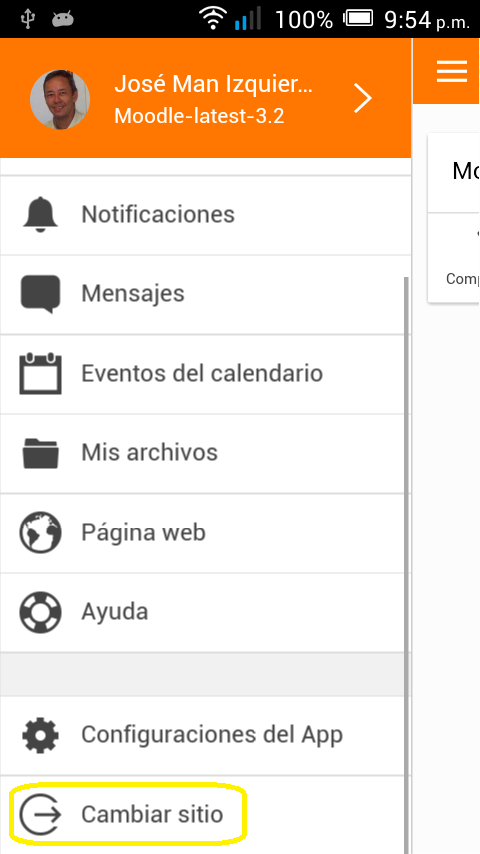 100% 9:54 p.m.
José Man Izquier...
Moodle-latest-3.2
Notificaciones
Mensajes
Eventos del calendario
Mis archivos
Página web
Ayuda
Configuraciones del App
Cambiar sitio